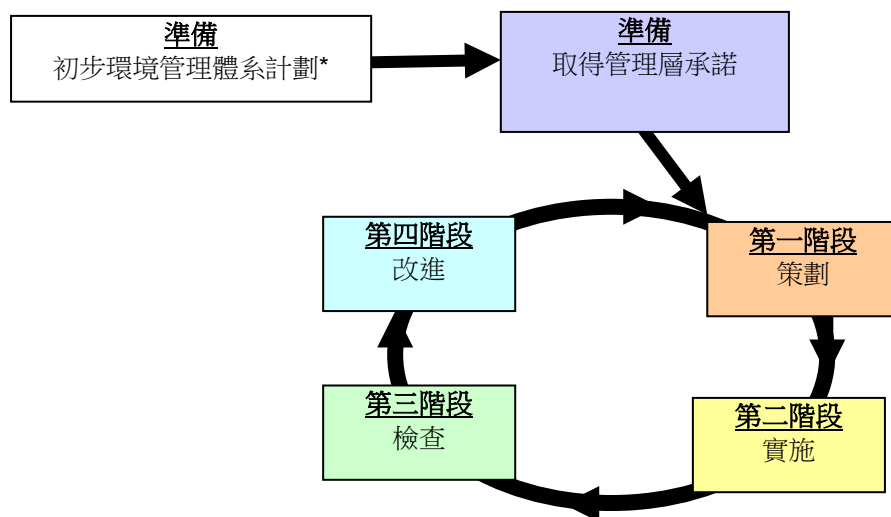 準備
初步環境管理體系計劃*
準備
取得管理層承諾
第一階段
策劃
第二階段
實施
第三階段
檢查
第四階段
改進